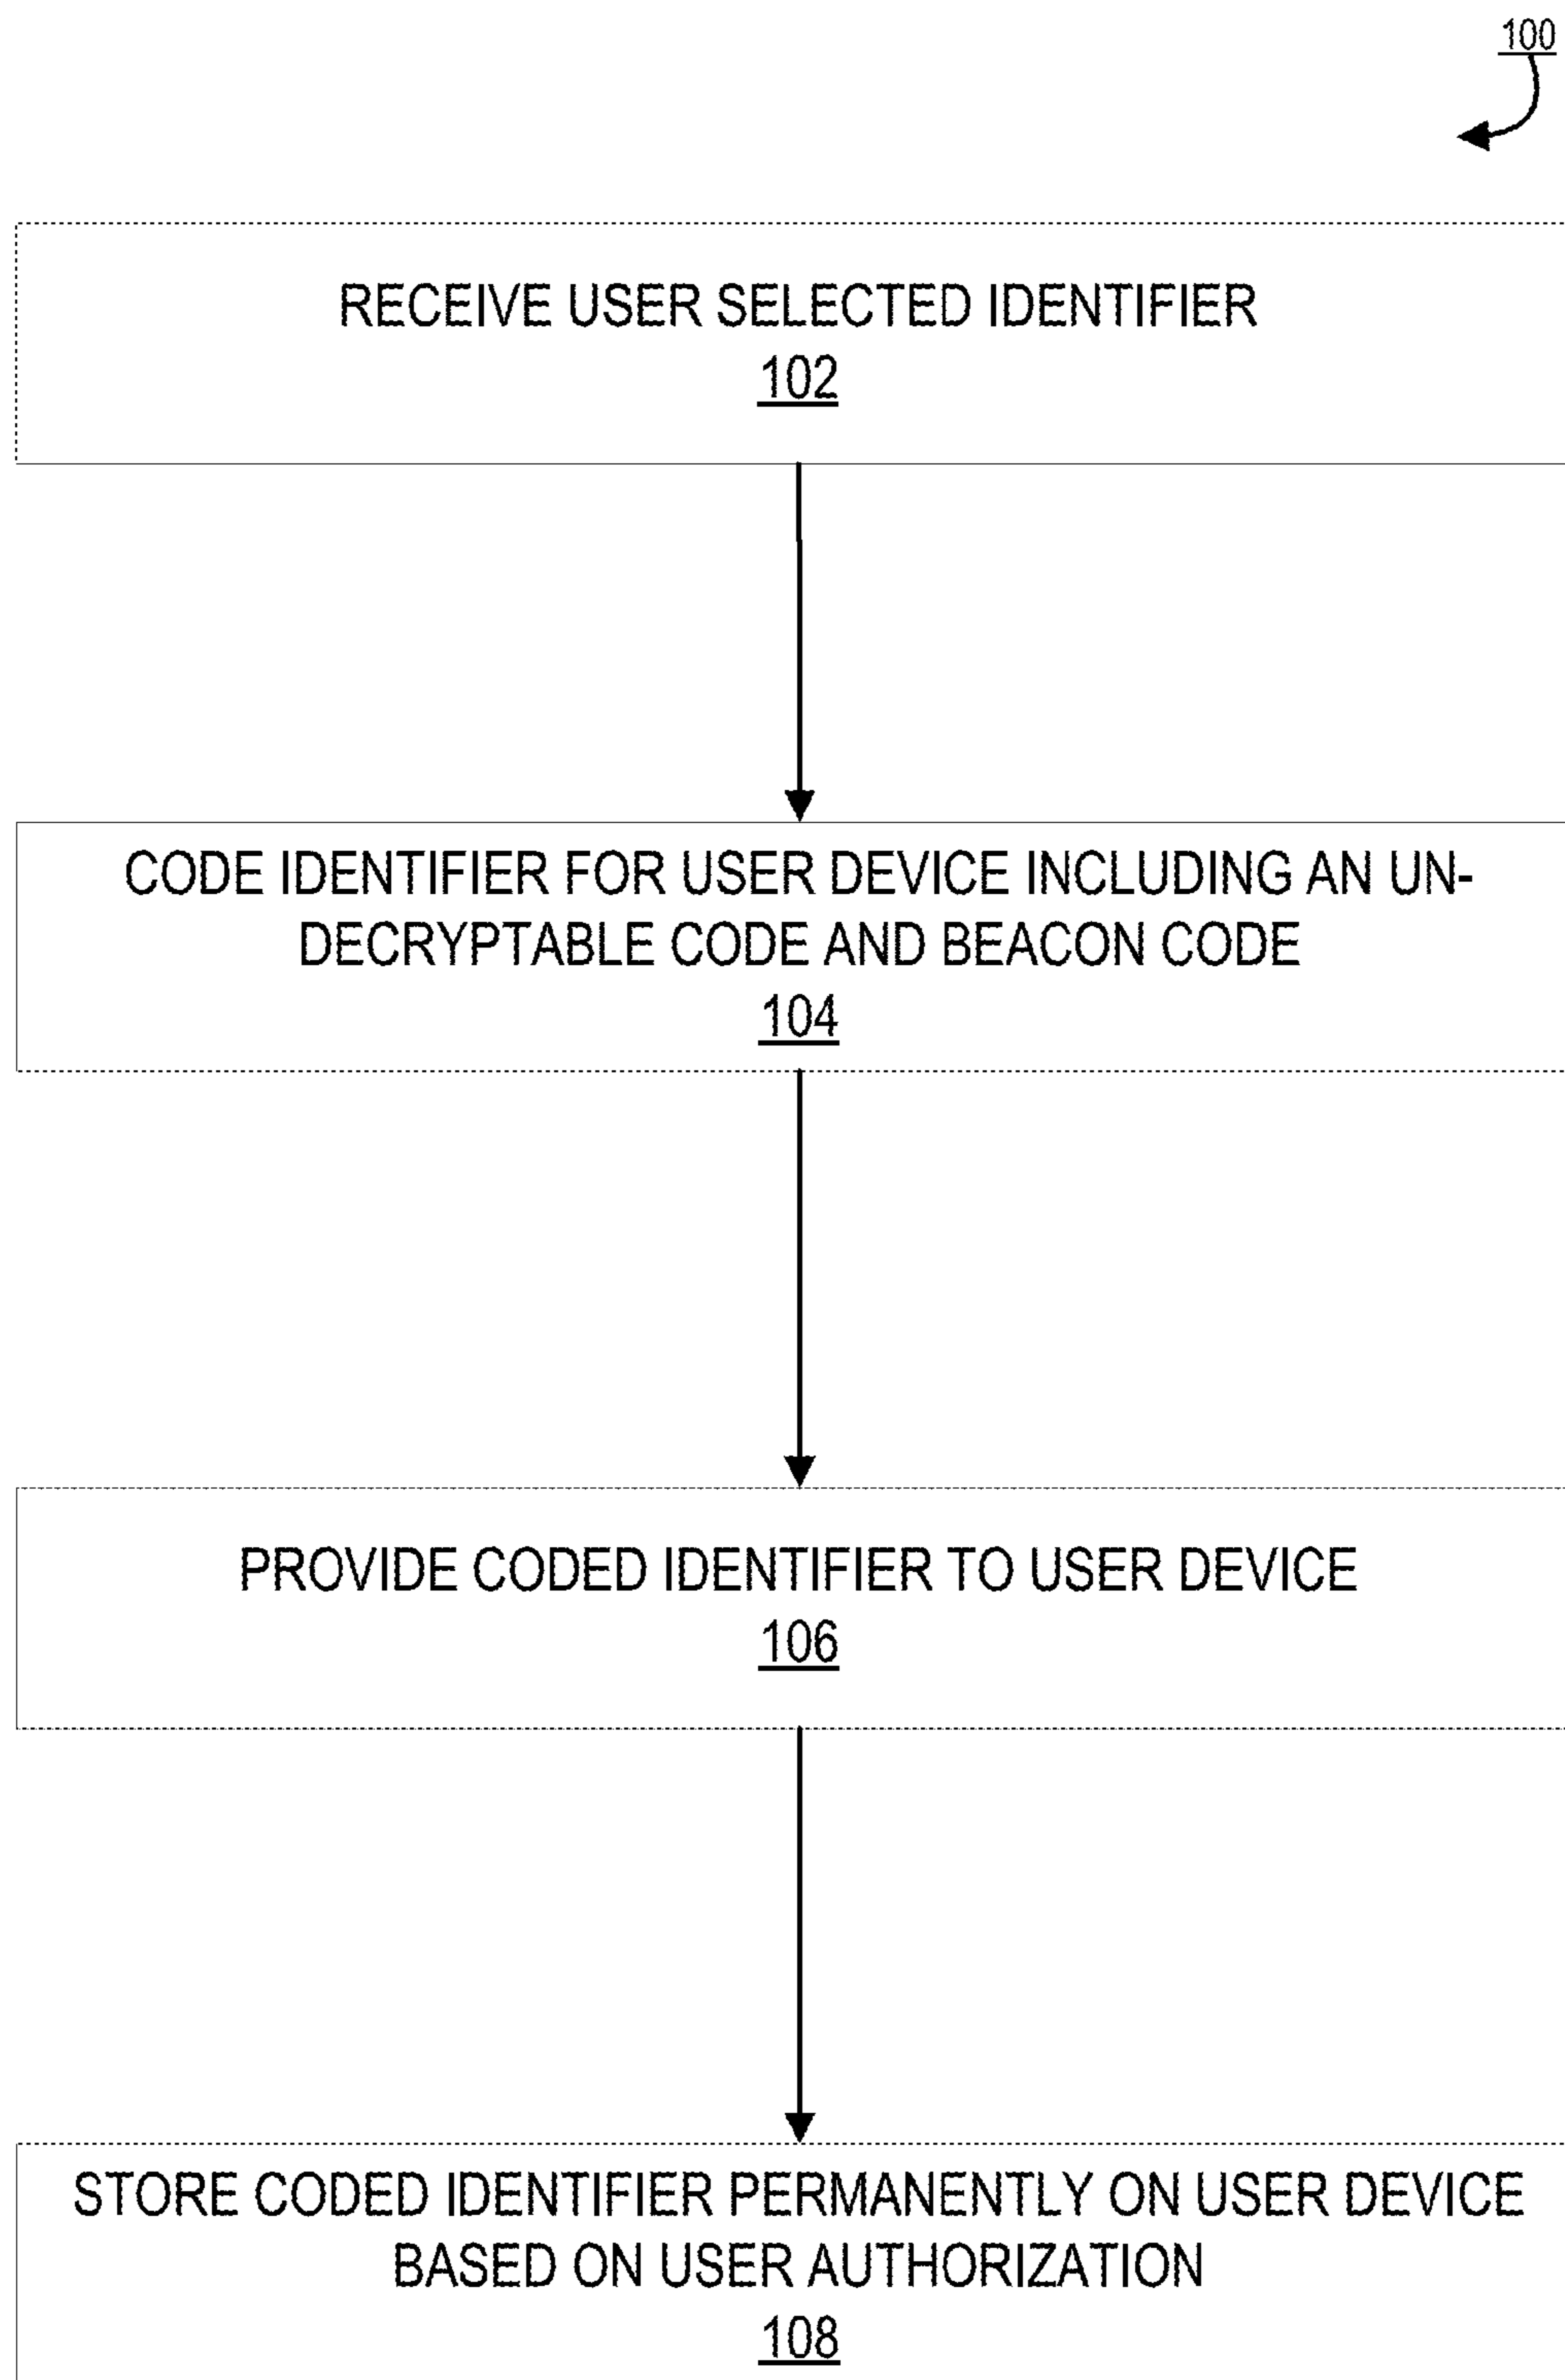 100
RECEIVE USER SELECTED IDENTIFIER
102
CODE IDENTIFIER FOR USER DEVICE INCLUDING AN UN-
DECRYPTABLE CODE AND BEACON CODE
104
PROVIDE CODED IDENTIFIER TO USER DEVICE
106
STORE CODED IDENTIFIER PERMANENTLY ON USER DEVICE
BASED ON USER AUTHORIZATION
108